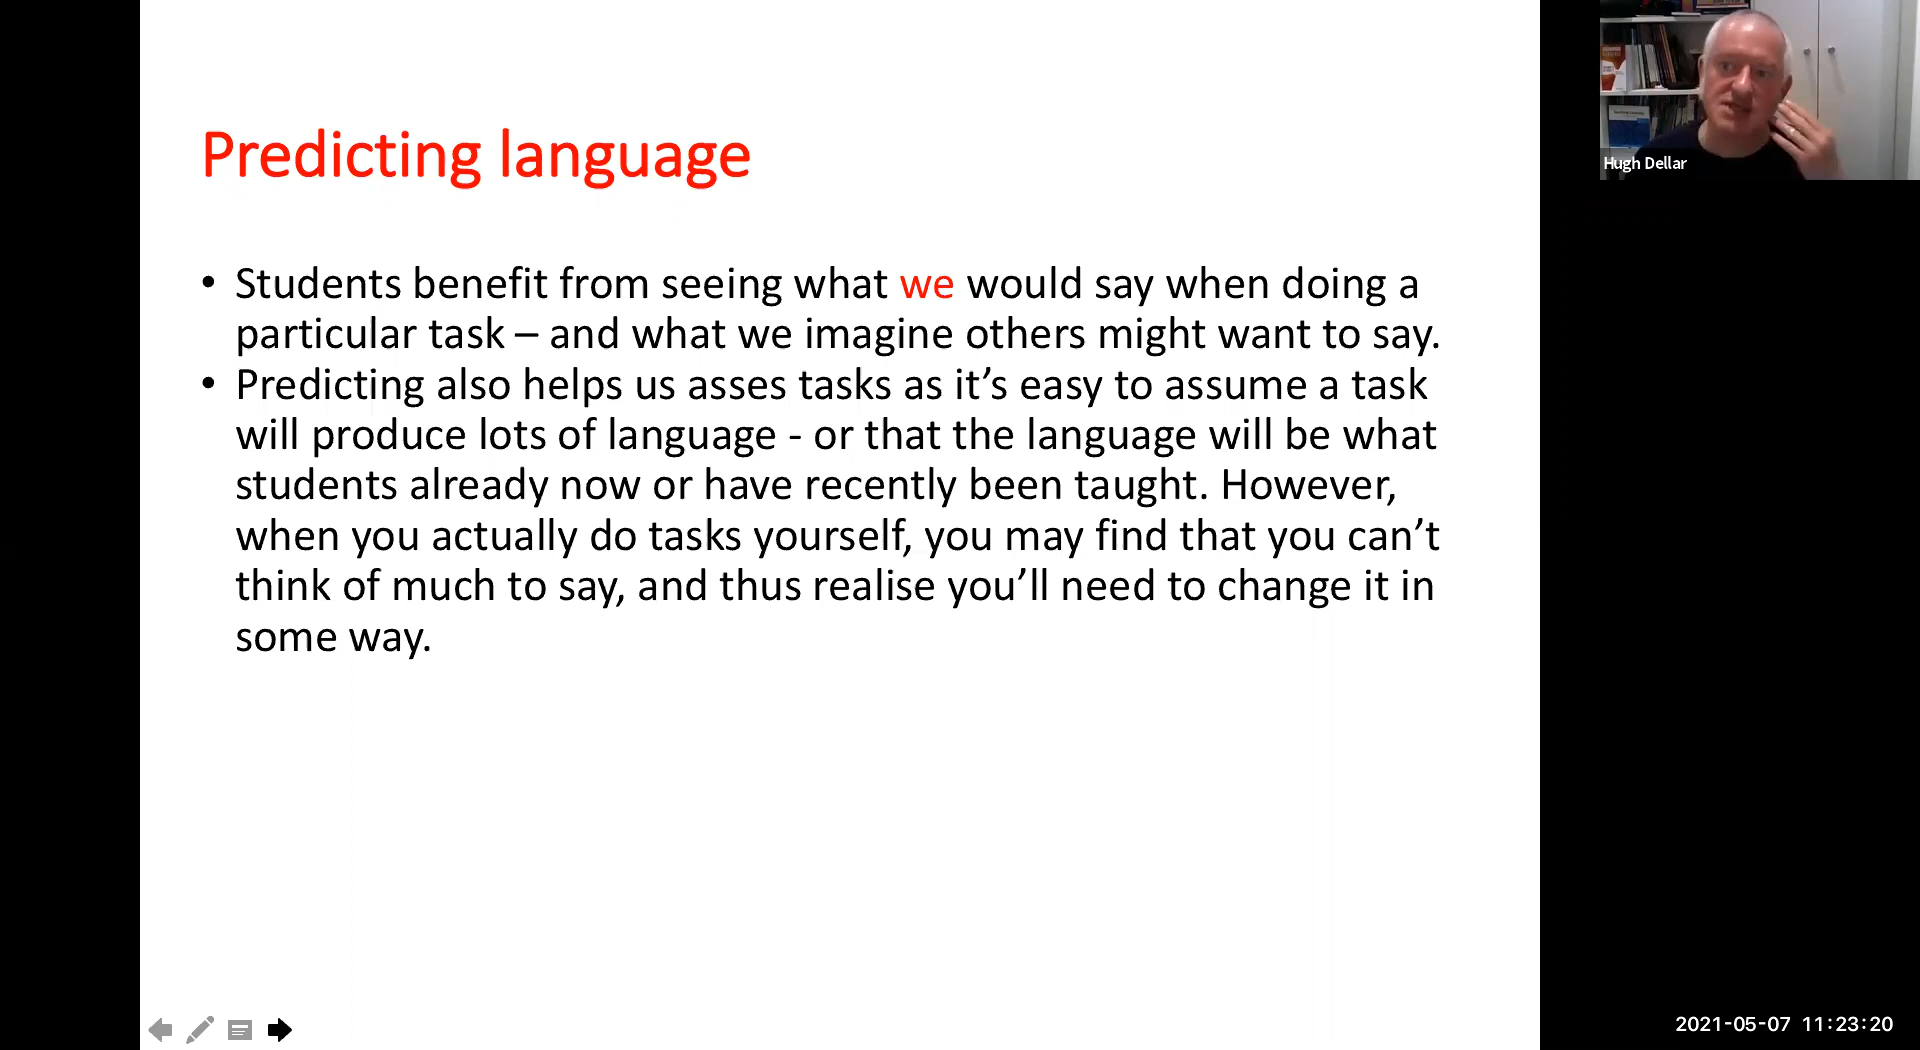 Predicting language
• Students benefit from seeing what we would say when doing a
particular task – and what we imagine others might want to say.
• Predicting also helps us asses tasks as it’s easy to assume a task
will produce lots of language - or that the language will be what
students already now or have recently been taught. However,
when you actually do tasks yourself, you may find that you can’t
think of much to say, and thus realise you’ll need to change it in
some way.
Hugh Dellar
2021-05-07 11:23:20